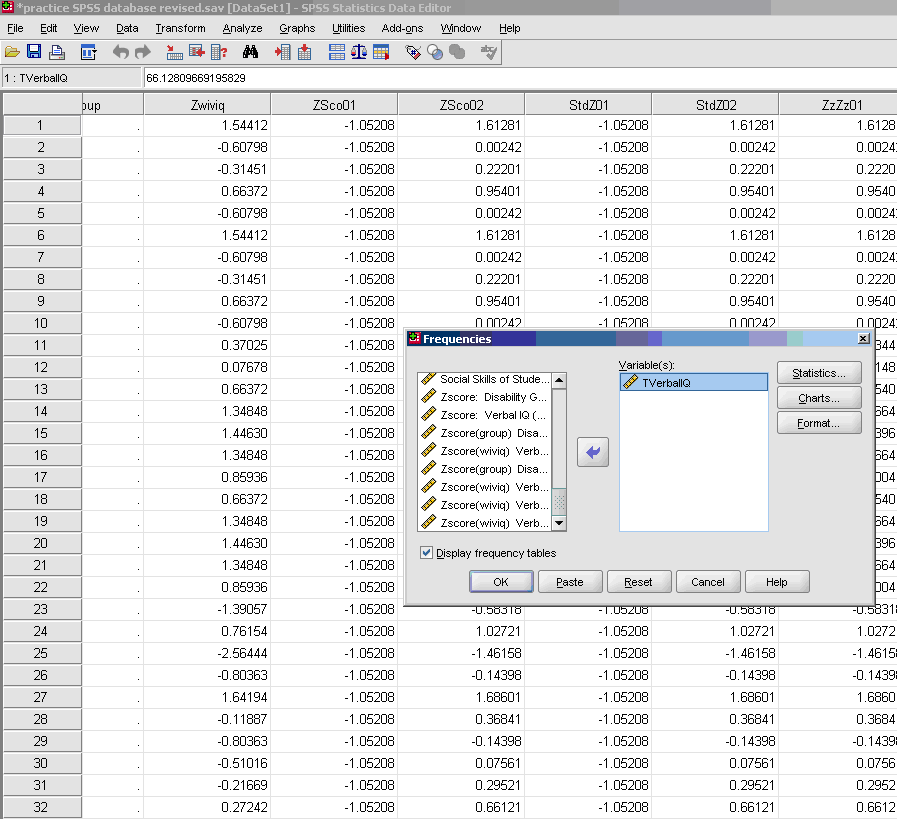 *practice SPSS database revised.sav [DataSet1] - SPSS Statistics Data Editor
File Edit View Data Transform Analyze Graphs Utilities Add-ons Window Help
1 : TVerbalIQ 66.12809669195829
oup Zwiviq ZSco01 ZSco02 StdZ01 StdZ02 ZzZz01
1 . 1.54412 -1.05208 1.61281 -1.05208 1.61281 1.6128
2 . -0.60798 -1.05208 0.00242 -1.05208 0.00242 0.0024
3 . -0.31451 -1.05208 0.22201 -1.05208 0.22201 0.2220
4 . 0.66372 -1.05208 0.95401 -1.05208 0.95401 0.9540
5 . -0.60798 -1.05208 0.00242 -1.05208 0.00242 0.0024
6 . 1.54412 -1.05208 1.61281 -1.05208 1.61281 1.6128
7 . -0.60798 -1.05208 0.00242 -1.05208 0.00242 0.0024
8 . -0.31451 -1.05208 0.22201 -1.05208 0.22201 0.2220
9 . 0.66372 -1.05208 0.95401 -1.05208 0.95401 0.9540
10 . -0.60798 -1.05208 0.00242 -1.05208 0.00242 0.0024
11 . 0.37025 -1.05208 344
12 . 0.07678 -1.05208 148
13 . 0.66372 -1.05208 40
14 . 1.34848 -1.05208 664
15 . 1.44630 -1.05208 396
16 . 1.34848 -1.05208 664
17 . 0.85936 -1.05208 004
18 . 0.66372 -1.05208 40
19 . 1.34848 -1.05208 664
20 . 1.44630 -1.05208 396
21 . 1.34848 -1.05208 664
22 . 0.85936 -1.05208 004
23 . -1.39057 -1.05208 -0.58318 -1.05208 -0.58318 -0.5831
24 . 0.76154 -1.05208 1.02721 -1.05208 1.02721 1.0272
25 . -2.56444 -1.05208 -1.46158 -1.05208 -1.46158 -1.4615
26 . -0.80363 -1.05208 -0.14398 -1.05208 -0.14398 -0.1439
27 . 1.64194 -1.05208 1.68601 -1.05208 1.68601 1.6860
28 . -0.11887 -1.05208 0.36841 -1.05208 0.36841 0.3684
29 . -0.80363 -1.05208 -0.14398 -1.05208 -0.14398 -0.1439
30 . -0.51016 -1.05208 0.07561 -1.05208 0.07561 0.0756
31 . -0.21669 -1.05208 0.29521 -1.05208 0.29521 0.2952
32 . 0.27242 -1.05208 0.66121 -1.05208 0.66121 0.6612
Frequencies
Social Skills of Stude...
Zscore: Disability G...
Zscore: Verbal IQ (...
Zscore(group) Disa...
Zscore(wiviq) Verb...
Zscore(group) Disa...
Zscore(wiviq) Verb...
Zscore(wiviq) Verb...
Zscore(wiviq) Verb...
Variable(s):
TVerbalIQ
Statistics...
Charts...
Format...
Display frequency tables
OK Paste Reset Cancel Help